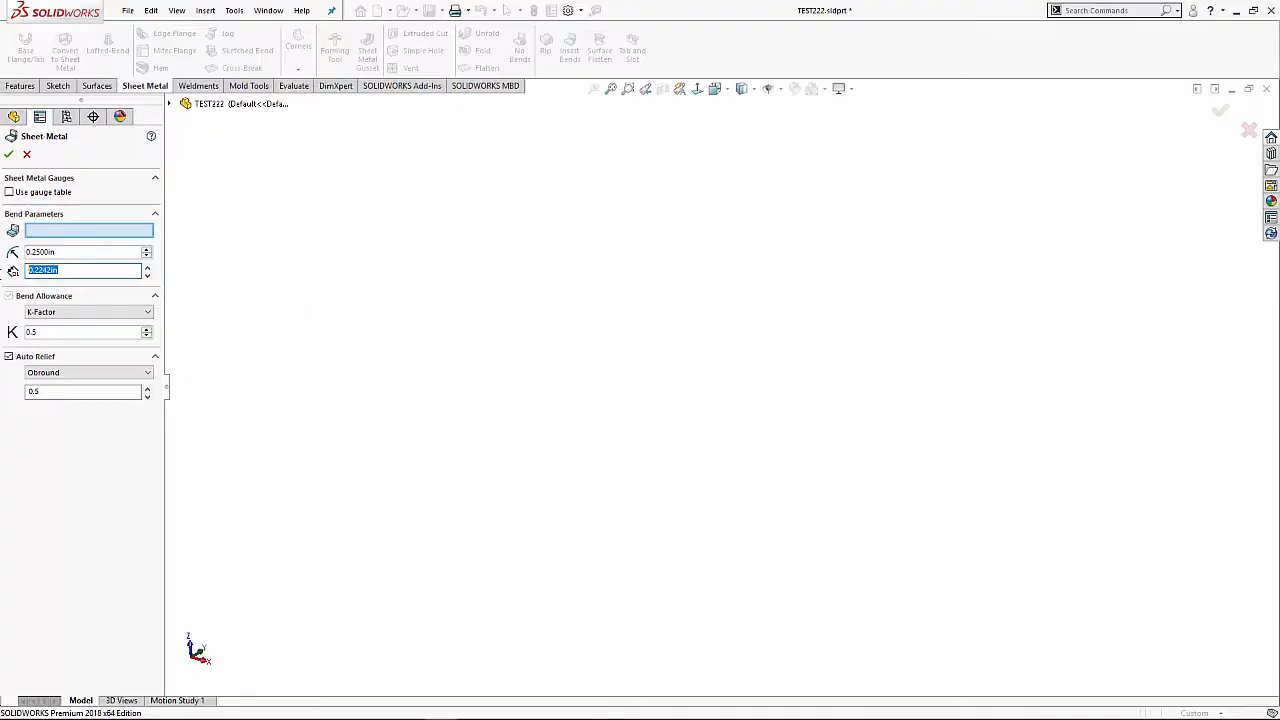 SOLIDWORKS File Edit View Insert Tools Window Help TEST222.sldprt * Search Commands
Base Flange/Tab
Convert to Sheet Metal
Lofted-Bend
Edge Flange
Miter Flange
Hem
Jog
Sketched Bend
Cross-Break
Corners
Forming Tool
Sheet Metal Gusset
Extruded Cut
Simple Hole
Vent
Unfold
Fold
Flatten
No Bends
Rip
Insert Bends
Surface Flatten
Tab and Slot
Features Sketch Surfaces Sheet Metal Weldments Mold Tools Evaluate DimXpert SOLIDWORKS Add-Ins SOLIDWORKS MBD
TEST222 (Default<<Defa...
Sheet-Metal
Sheet Metal Gauges
Use gauge table
Bend Parameters
0.2500in
0.2242in
Bend Allowance
K-Factor
K 0.5
Auto Relief
Obround
0.5
Z
Y
X
Model 3D Views Motion Study 1
SOLIDWORKS Premium 2018 x64 Edition Custom